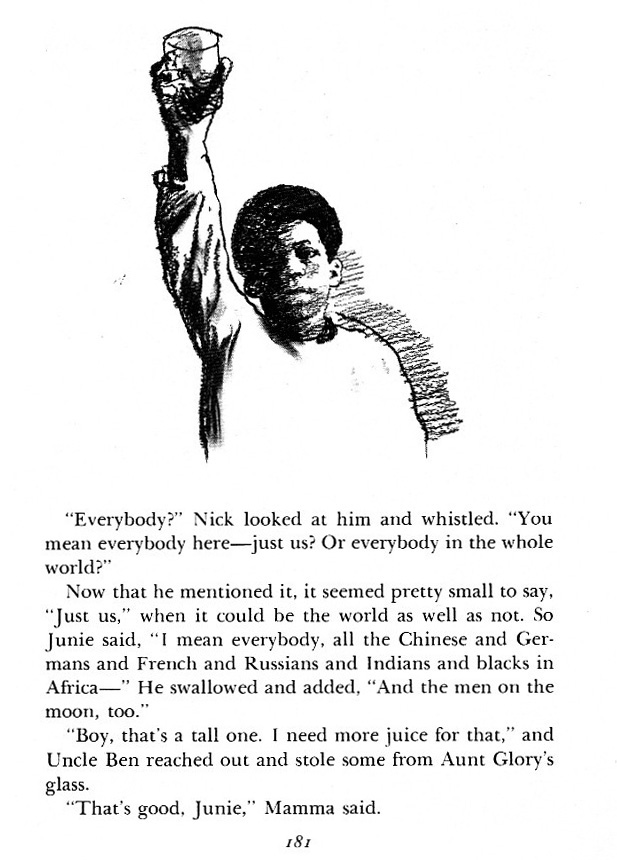 “Everybody?” Nick looked at him and whistled. “You
mean everybody here—just us? Or everybody in the whole
world?”
Now that he mentioned it, it seemed pretty small to say,
“Just us,” when it could be the world as well as not. So
Junie said, “I mean everybody, all the Chinese and Ger-
mans and French and Russians and Indians and blacks in
Africa—” He swallowed and added, “And the men on the
moon, too.”
“Boy, that’s a tall one. I need more juice for that,” and
Uncle Ben reached out and stole some from Aunt Glory’s
glass.
“That’s good, Junie,” Mamma said.
181